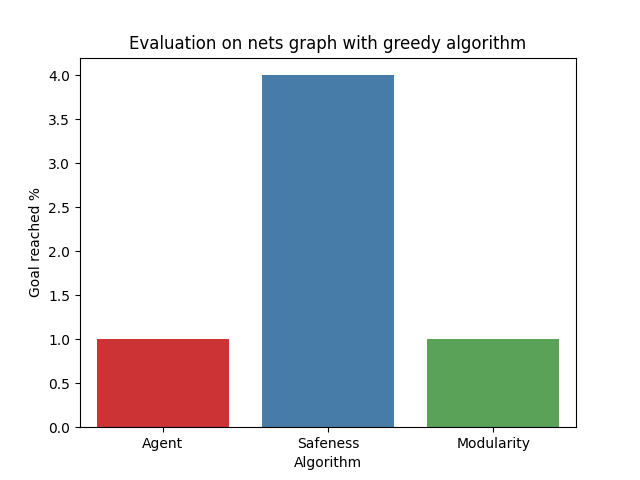 Evaluation on nets graph with greedy algorithm
Goal reached %
4.0
3.5
3.0
2.5
2.0
1.5
1.0
0.5
0.0
Agent Safeness Modularity
Algorithm